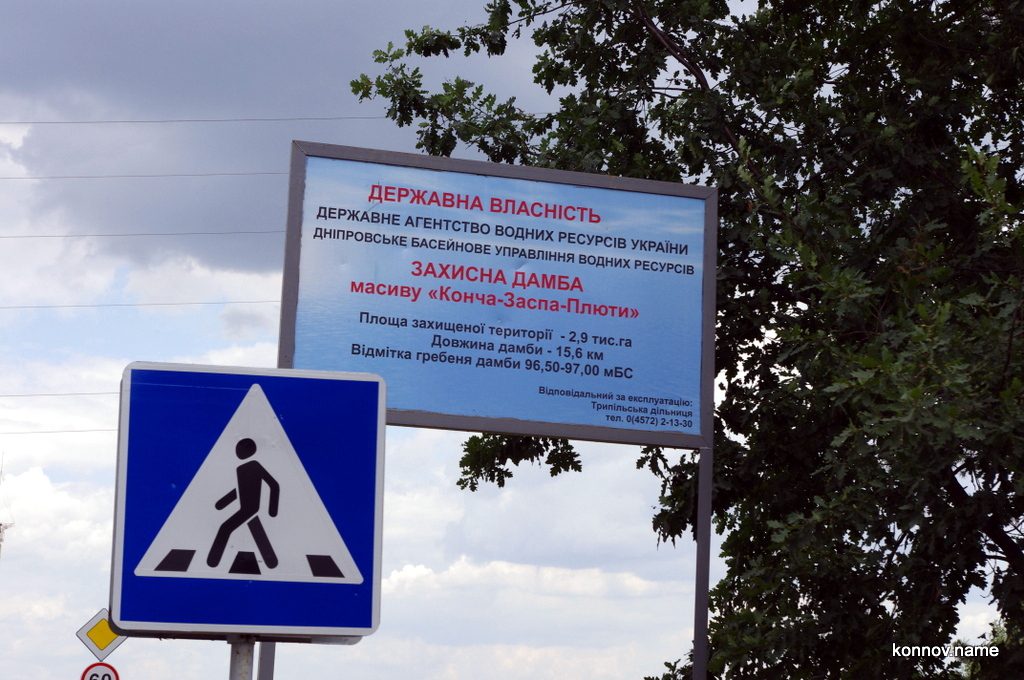 ДЕРЖАВНА ВЛАСНІСТЬ
ДЕРЖАВНЕ АГЕНТСТВО ВОДНИХ РЕСУРСІВ УКРАЇНИ
ДНІПРОВСЬКЕ БАСЕЙНОВЕ УПРАВЛІННЯ ВОДНИХ РЕСУРСІВ
ЗАХИСНА ДАМБА
масиву «Конча-Заспа-Плюти»
Площа захищеної території - 2,9 тис.га
Довжина дамби - 15,6 км
Відмітка гребеня дамби 96,50-97,00 мБС
Відповідальний за експлуатацію:
Трипільська дільниця
тел. 0(4572) 2-13-30
60
konnov.name